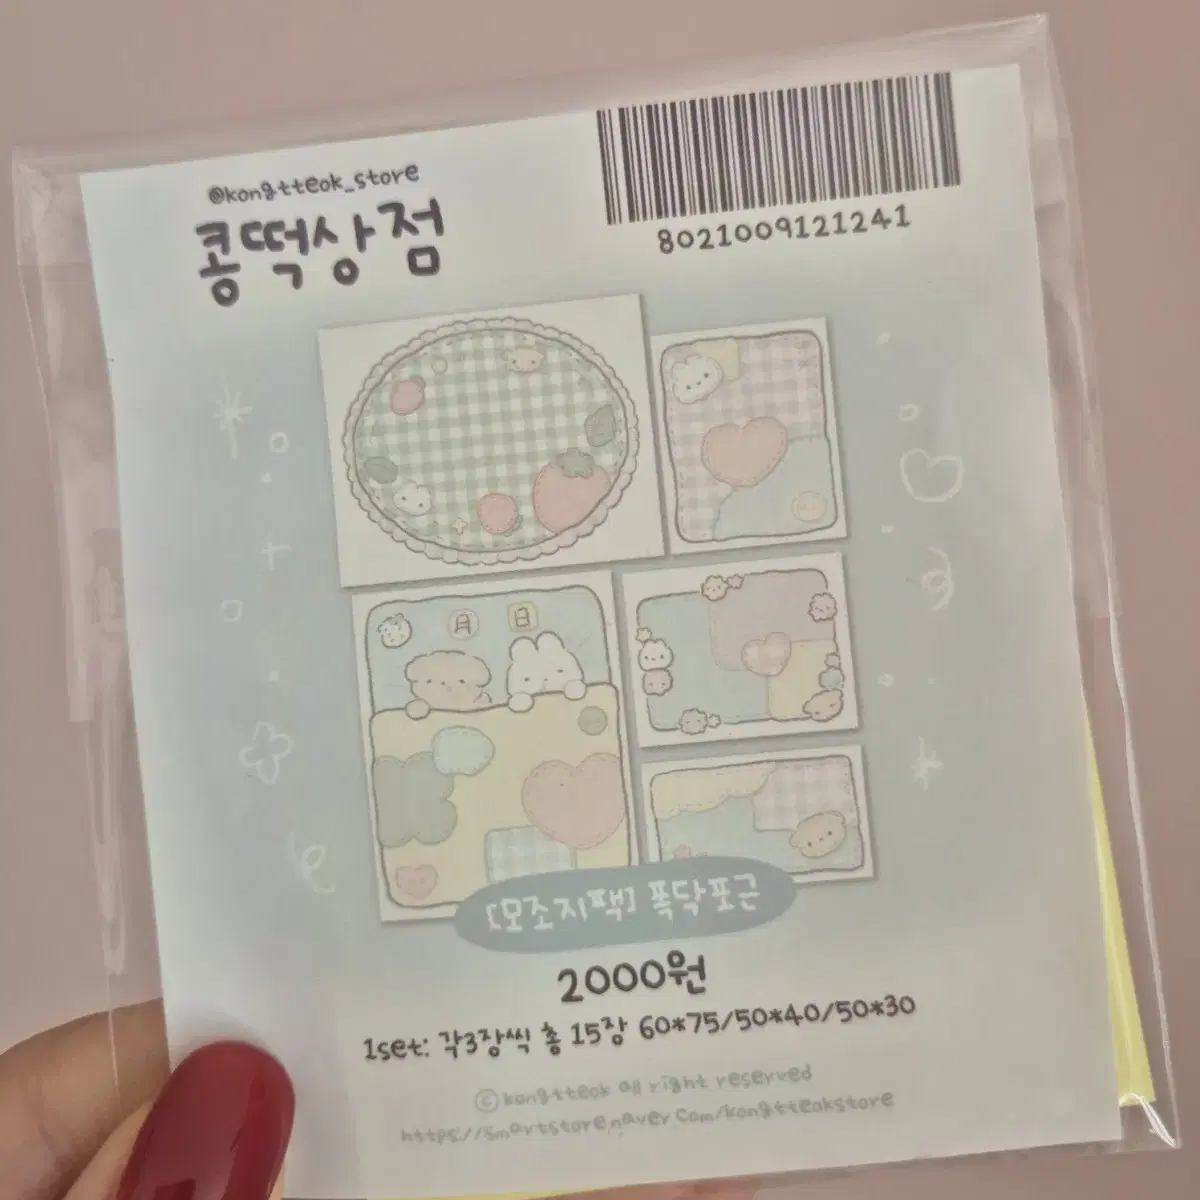 @kongtteok_store
콩떡상점
8021009121241
月 日
[모조지팩] 폭닥포근
2000원
1set: 각3장씩 총 15장 60*75/50*40/50*30
©kongtteok all right reserved
https://smartstore.naver.com/kongtteokstore